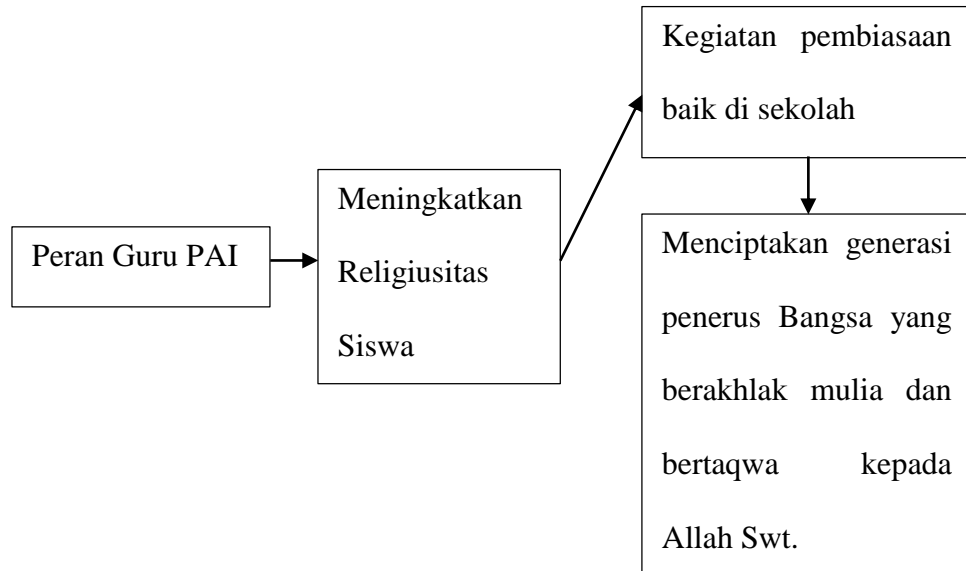 Peran Guru PAI
Meningkatkan
Religiusitas
Siswa
Kegiatan pembiasaan
baik di sekolah
Menciptakan generasi
penerus Bangsa yang
berakhlak mulia dan
bertaqwa kepada
Allah Swt.